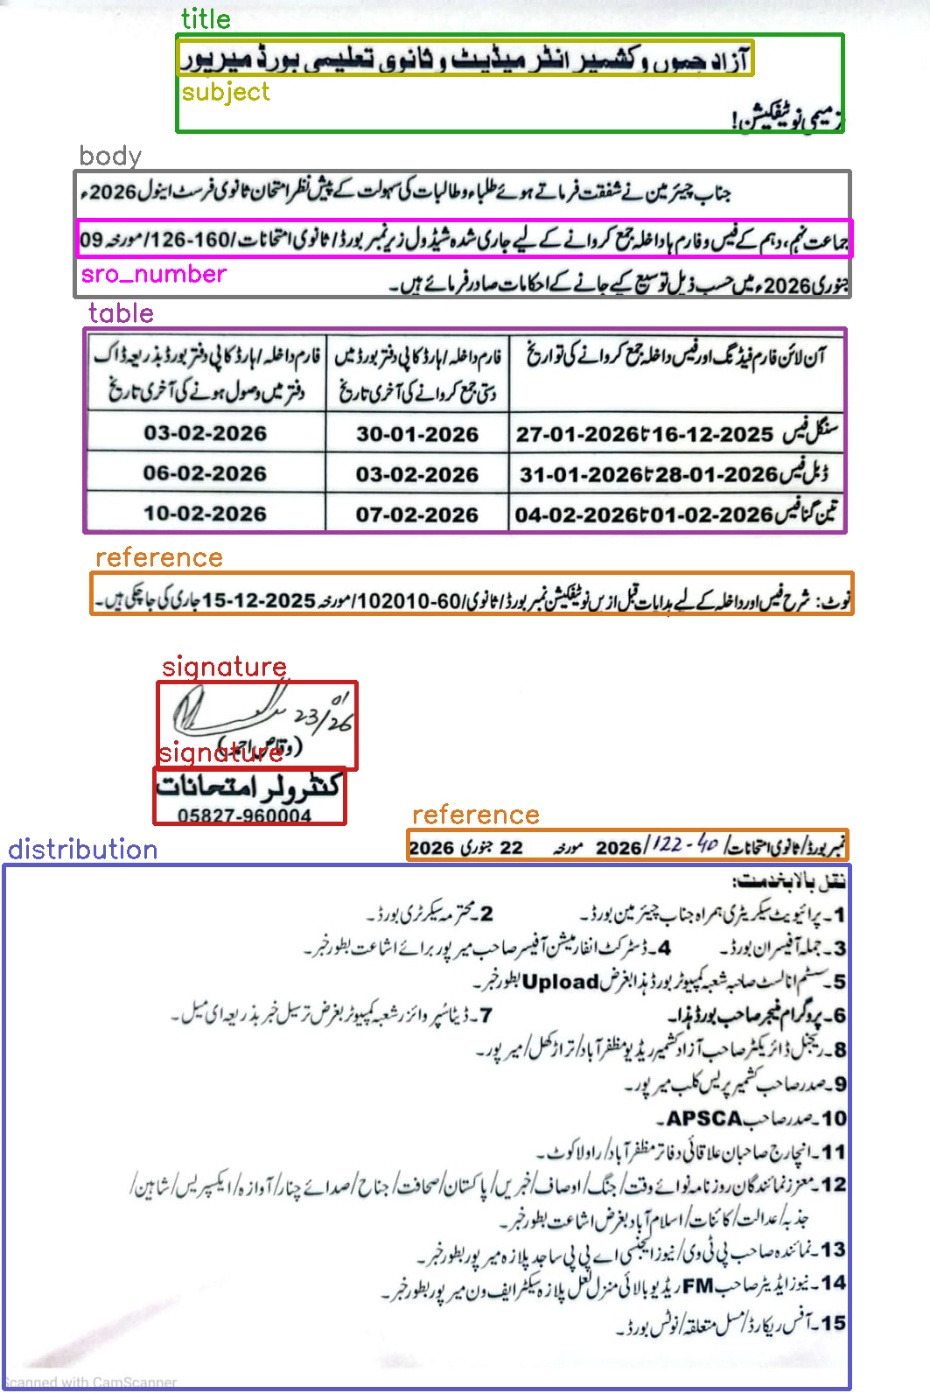 title
آزاد جموں و کشمیر انٹر میڈیٹ و ثانوی تعلیمی بورڈ میرپور
subject
ترمیمی نوٹیفکیشن!
body
جناب چیئرمین نے شفقت فرماتے ہوئے طلباء و طالبات کی سہولت کے پیش نظر امتحان ثانوی فرسٹ اینول 2026ء
جماعت نہم، دہم کے فیس و فارم ہا داخلہ جمع کروانے کے لیے جاری شدہ شیڈول زیر نمبر بورڈ/ثانوی امتحانات/160-126/مورخہ 09
sro_number
جنوری 2026ء میں حسب ذیل توسیع کیے جانے کے احکامات صادر فرمائے ہیں۔
table
آن لائن فارم فیڈنگ اور فیس داخلہ جمع کروانے کی تواریخ
فارم داخلہ/ہارڈ کاپی دفتر بورڈ میں دستی جمع کروانے کی آخری تاریخ
فارم داخلہ/ہارڈ کاپی دفتر بورڈ بذریعہ ڈاک دفتر میں وصول ہونے کی آخری تاریخ
سنگل فیس 16-12-2025 تا 27-01-2026 30-01-2026 03-02-2026
ڈبل فیس 28-01-2026 تا 31-01-2026 03-02-2026 06-02-2026
تین گنا فیس 01-02-2026 تا 04-02-2026 07-02-2026 10-02-2026
reference
نوٹ: شرح فیس اور داخلہ کے لیے ہدایات قبل ازیں نوٹیفکیشن نمبر بورڈ/ثانوی/60-102010/مورخہ 15-12-2025 جاری کی جا چکی ہیں۔
signature
23/01/26
(وقاص احمد)
signature
کنٹرولر امتحانات
05827-960004
reference
نمبر بورڈ/ثانوی امتحانات/122-40/2026 مورخہ 22 جنوری 2026
distribution
نقل بالا بخدمت:
1۔ پرائیویٹ سیکریٹری ہمراہ جناب چیئرمین بورڈ۔ 2۔ محترمہ سیکرٹری بورڈ۔
3۔ جملہ آفیسران بورڈ۔ 4۔ ڈسٹرکٹ انفارمیشن آفیسر صاحب میرپور برائے اشاعت بطور خبر۔
5۔ سسٹم انالسٹ صاحبہ شعبہ کمپیوٹر بورڈ ہذا بغرض Upload بطور خبر۔
6۔ پروگرام منیجر صاحب بورڈ ہذا۔ 7۔ ڈیٹا سپروائزر شعبہ کمپیوٹر بغرض ترسیل خبر بذریعہ ای میل۔
8۔ ریجنل ڈائریکٹر صاحب آزاد کشمیر ریڈیو مظفرآباد/تراڑکھل/میرپور۔
9۔ صدر صاحب کشمیر پریس کلب میرپور۔
10۔ صدر صاحب APSCA۔
11۔ انچارج صاحبان علاقائی دفاتر مظفرآباد/راولاکوٹ۔
12۔ معزز نمائندگان روزنامہ نوائے وقت/جنگ/اوصاف/خبریں/پاکستان/صحافت/جناح/صدائے چنار/آوازہ/ایکسپریس/شاہین/
جذبہ/عدالت/کائنات/اسلام آباد بغرض اشاعت بطور خبر۔
13۔ نمائندہ صاحب پی ٹی وی/نیوز ایجنسی اے پی پی ساجد پلازہ میرپور بطور خبر۔
14۔ نیوز ایڈیٹر صاحب FM ریڈیو بالائی منزل لعل پلازہ سیکٹر ایف ون میرپور بطور خبر۔
15۔ آفس ریکارڈ/مسل متعلقہ/نوٹس بورڈ۔
Scanned with CamScanner